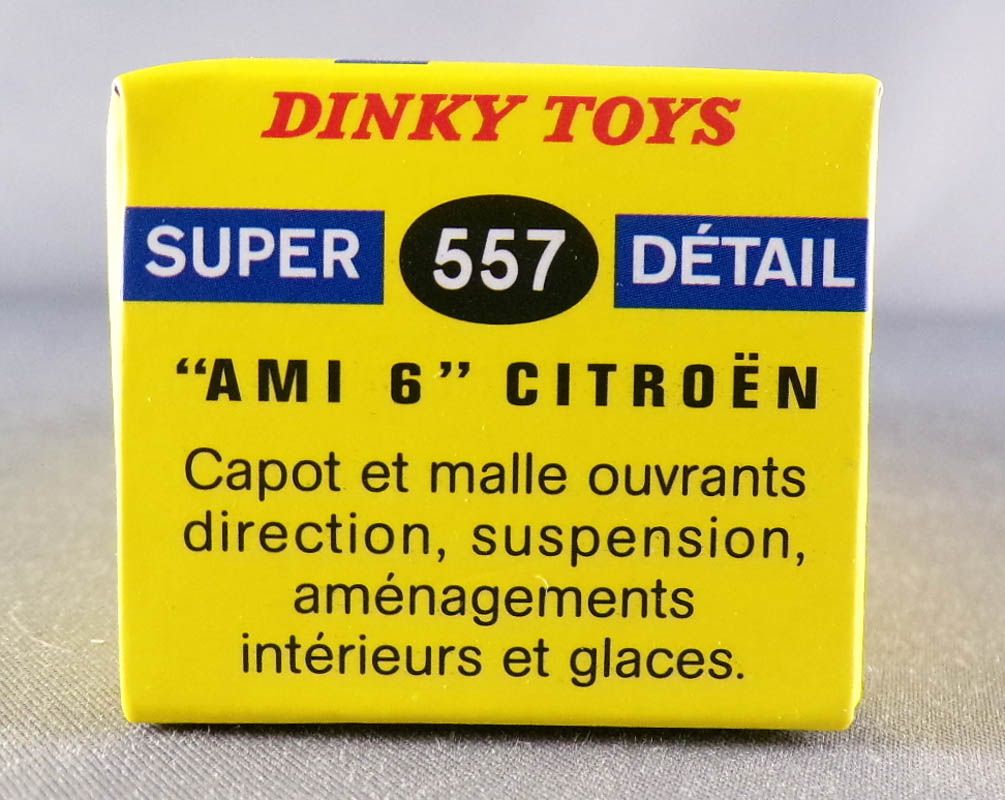 DINKY TOYS
SUPER 557 DÉTAIL
“AMI 6” CITROËN
Capot et malle ouvrants
direction, suspension,
aménagements
intérieurs et glaces.